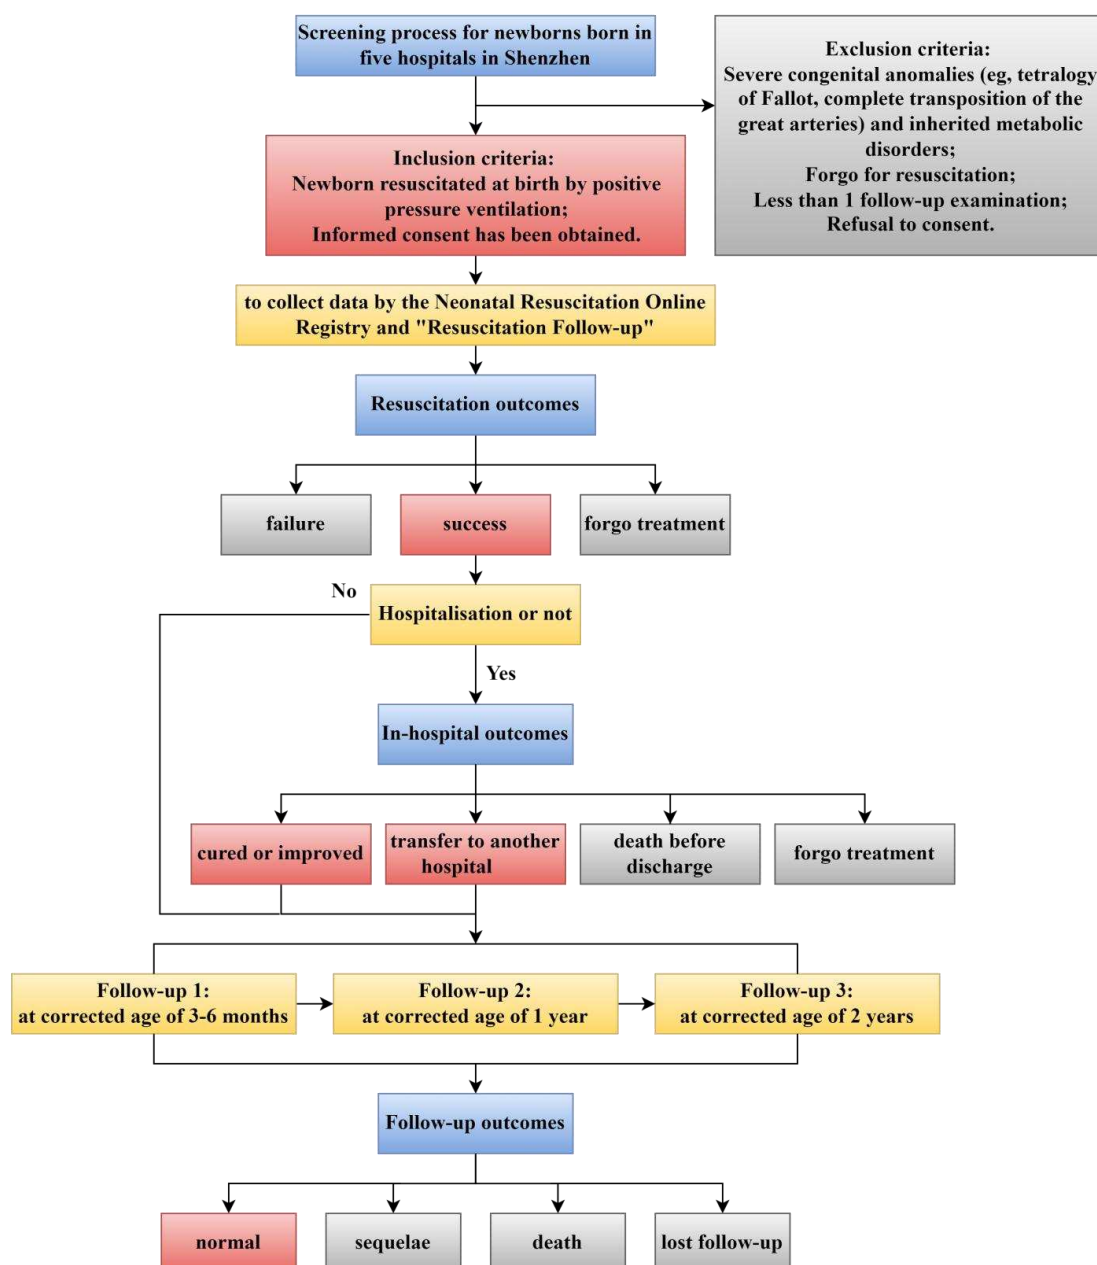 Screening process for newborns born in
five hospitals in Shenzhen
Exclusion criteria:
Severe congenital anomalies (eg, tetralogy
of Fallot, complete transposition of the
great arteries) and inherited metabolic
disorders;
Forgo for resuscitation;
Less than 1 follow-up examination;
Refusal to consent.
Inclusion criteria:
Newborn resuscitated at birth by positive
pressure ventilation;
Informed consent has been obtained.
to collect data by the Neonatal Resuscitation Online
Registry and "Resuscitation Follow-up"
Resuscitation outcomes
failure
success
forgo treatment
No
Hospitalisation or not
Yes
In-hospital outcomes
cured or improved
transfer to another
hospital
death before
discharge
forgo treatment
Follow-up 1:
at corrected age of 3-6 months
Follow-up 2:
at corrected age of 1 year
Follow-up 3:
at corrected age of 2 years
Follow-up outcomes
normal
sequelae
death
lost follow-up